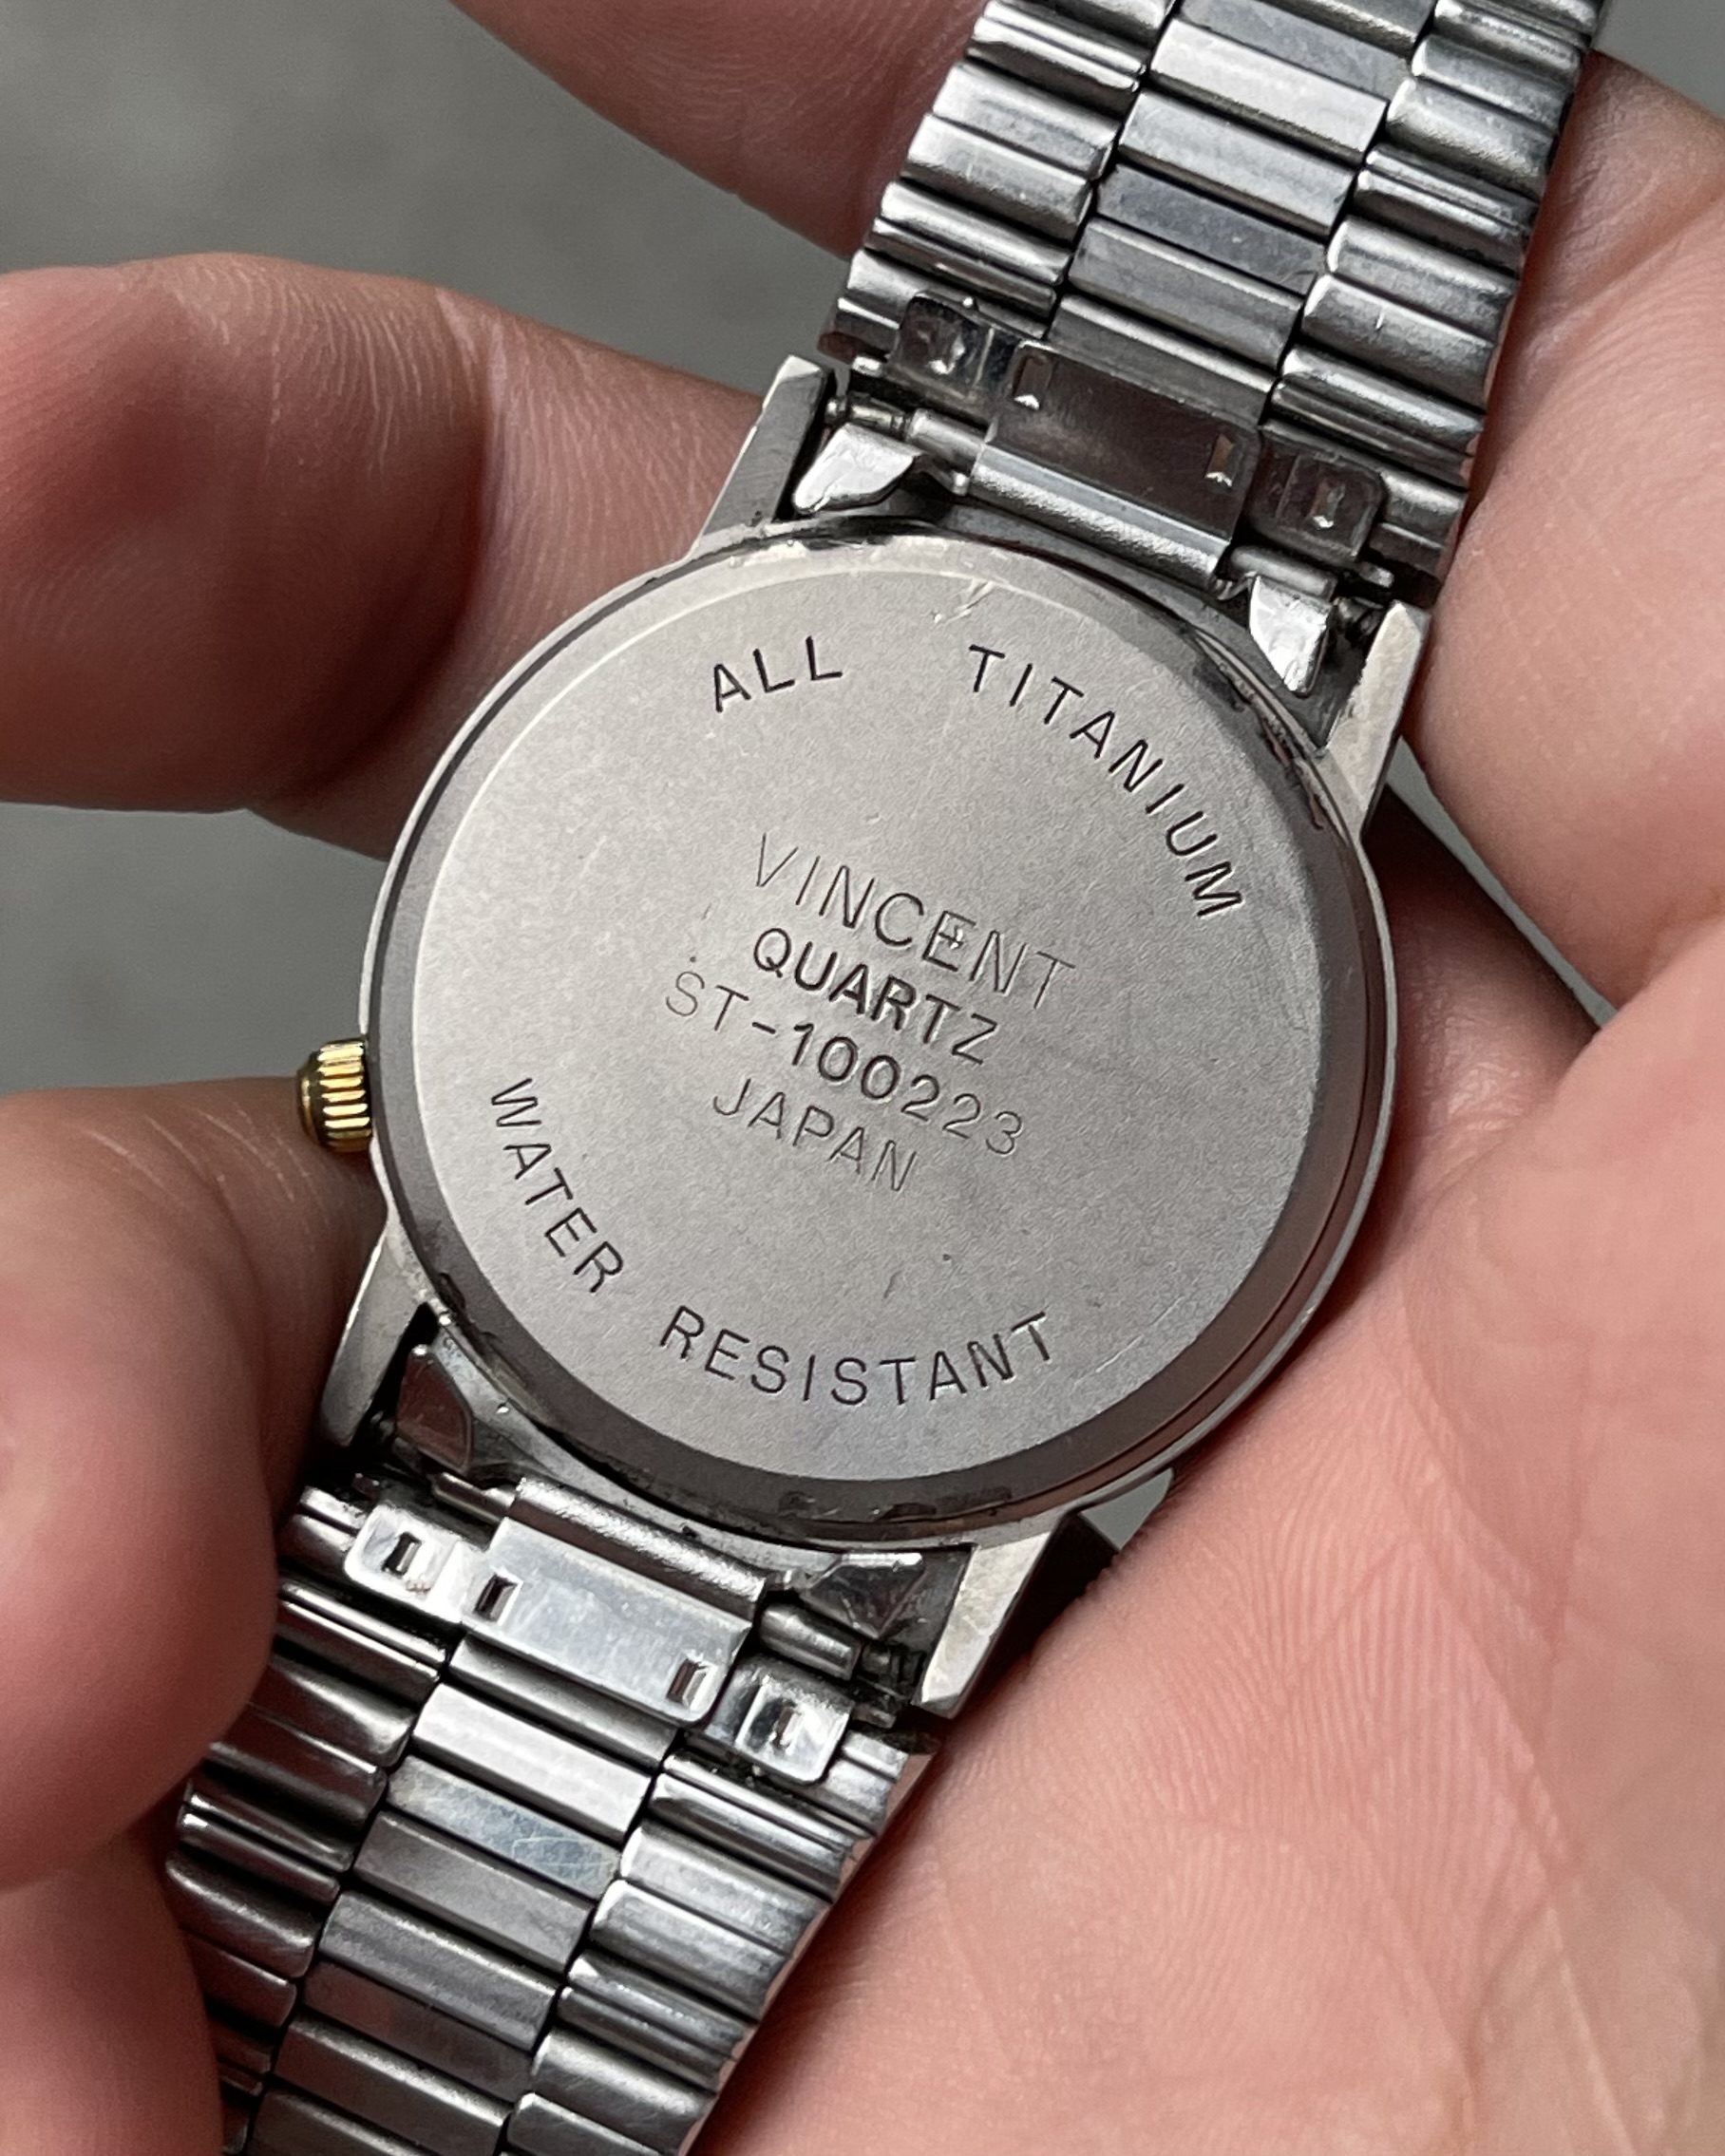 ALL TITANIUM
VINCENT
QUARTZ
ST-100223
JAPAN
WATER RESISTANT